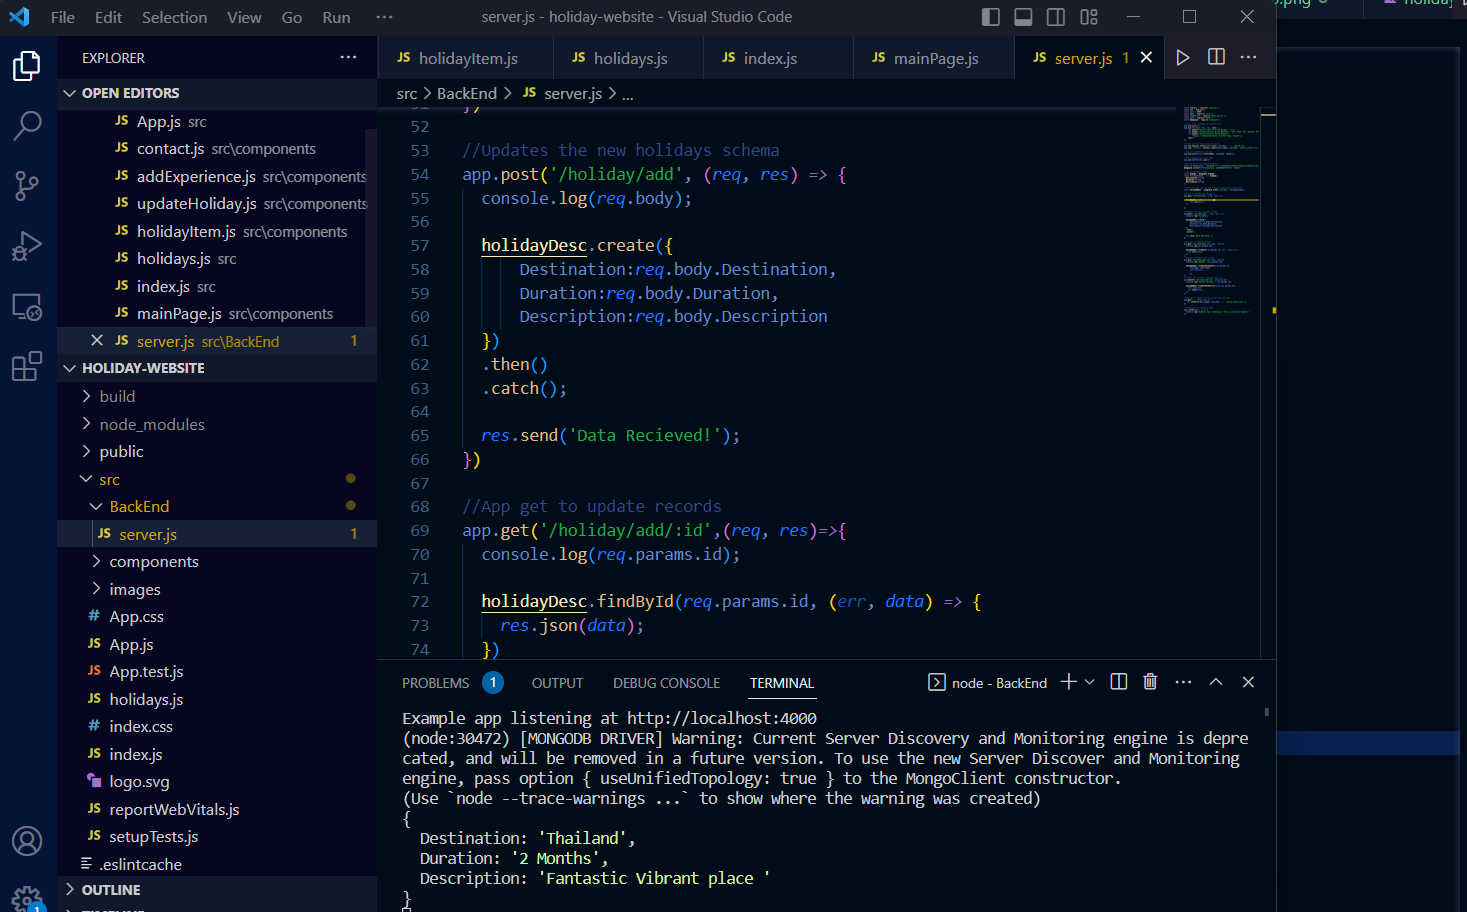 File Edit Selection View Go Run ··· server.js - holiday-website - Visual Studio Code
EXPLORER ···
OPEN EDITORS
JS App.js src
JS contact.js src\components
JS addExperience.js src\components
JS updateHoliday.js src\components
JS holidayItem.js src\components
JS holidays.js src
JS index.js src
JS mainPage.js src\components
JS server.js src\BackEnd 1
HOLIDAY-WEBSITE
build
node_modules
public
src
BackEnd
JS server.js 1
components
images
# App.css
JS App.js
JS App.test.js
JS holidays.js
# index.css
JS index.js
logo.svg
JS reportWebVitals.js
JS setupTests.js
.eslintcache
OUTLINE
1
JS holidayItem.js JS holidays.js JS index.js JS mainPage.js JS server.js 1
src > BackEnd > JS server.js > ...
52
53 //Updates the new holidays schema
54 app.post('/holiday/add', (req, res) => {
55 console.log(req.body);
56
57 holidayDesc.create({
58 Destination:req.body.Destination,
59 Duration:req.body.Duration,
60 Description:req.body.Description
61 })
62 .then()
63 .catch();
64
65 res.send('Data Recieved!');
66 })
67
68 //App get to update records
69 app.get('/holiday/add/:id',(req, res)=>{
70 console.log(req.params.id);
71
72 holidayDesc.findById(req.params.id, (err, data) => {
73 res.json(data);
74 })
PROBLEMS 1 OUTPUT DEBUG CONSOLE TERMINAL node - BackEnd
Example app listening at http://localhost:4000
(node:30472) [MONGODB DRIVER] Warning: Current Server Discovery and Monitoring engine is depre
cated, and will be removed in a future version. To use the new Server Discover and Monitoring
engine, pass option { useUnifiedTopology: true } to the MongoClient constructor.
(Use `node --trace-warnings ...` to show where the warning was created)
{
Destination: 'Thailand',
Duration: '2 Months',
Description: 'Fantastic Vibrant place '
}